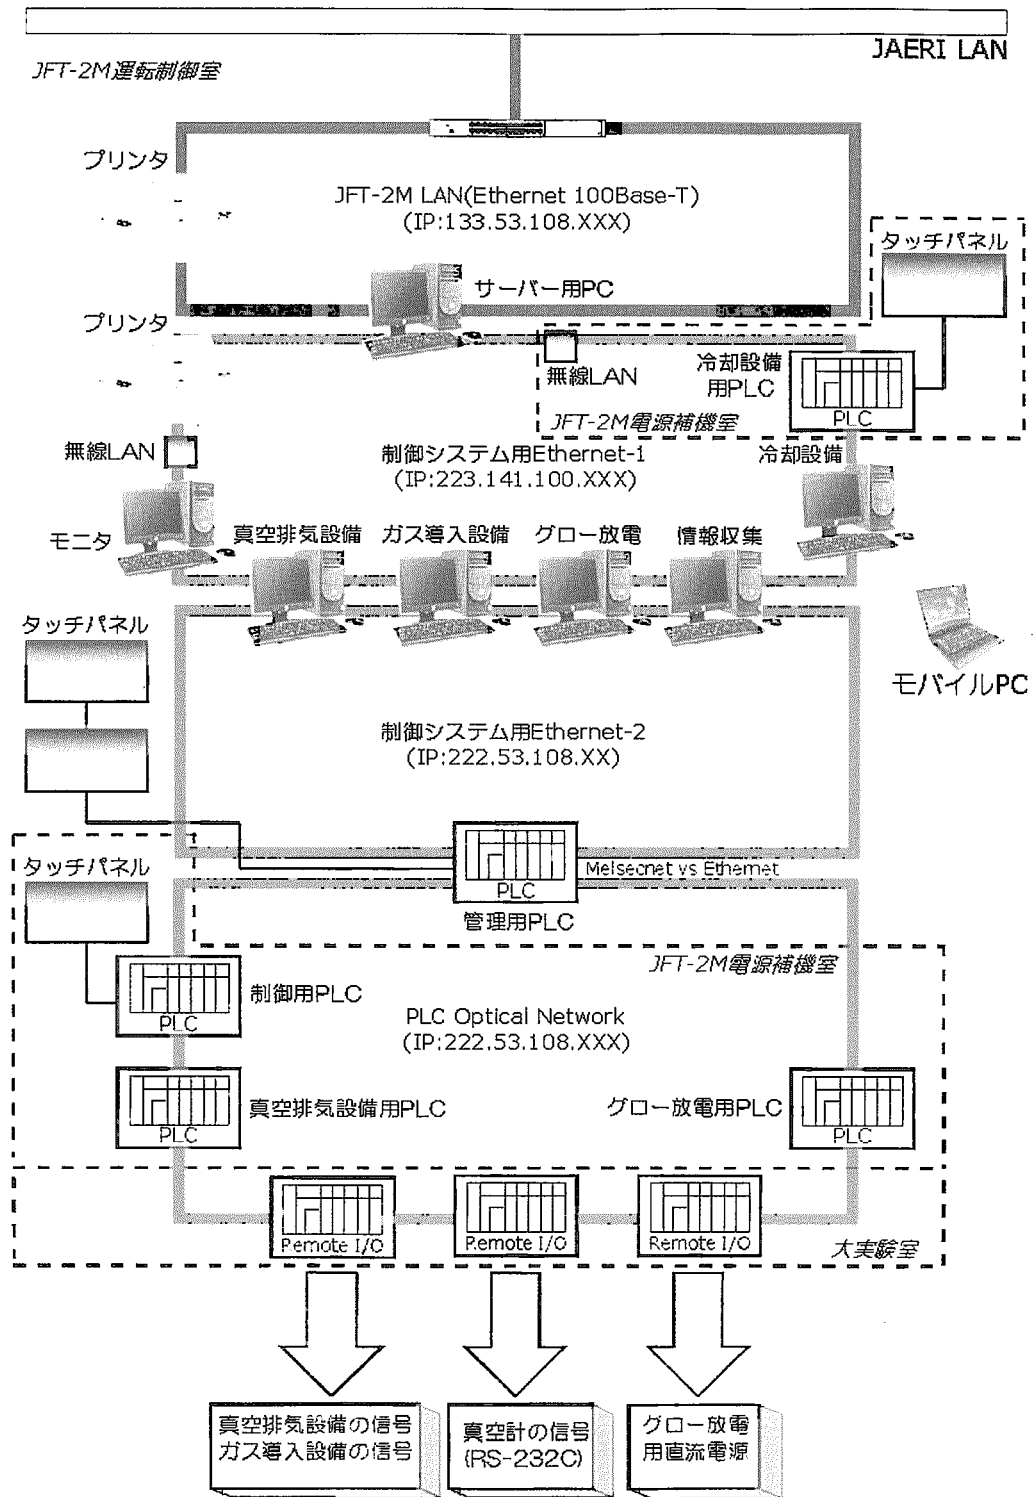 JAERI LAN
JFT-2M運転制御室
プリンタ
JFT-2M LAN(Ethernet 100Base-T)
(IP:133.53.108.XXX)
タッチパネル
サーバー用PC
プリンタ
無線LAN
冷却設備
用PLC
PLC
JFT-2M電源補機室
無線LAN
制御システム用Ethernet-1
(IP:223.141.100.XXX)
冷却設備
モニタ
真空排気設備
ガス導入設備
グロー放電
情報収集
タッチパネル
モバイルPC
制御システム用Ethernet-2
(IP:222.53.108.XX)
タッチパネル
PLC
Melsecnet vs Ethernet
管理用PLC
JFT-2M電源補機室
制御用PLC
PLC
PLC Optical Network
(IP:222.53.108.XXX)
真空排気設備用PLC
PLC
グロー放電用PLC
PLC
Remote I/O
Remote I/O
Remote I/O
大実験室
真空排気設備の信号
ガス導入設備の信号
真空計の信号
(RS-232C)
グロー放電
用直流電源